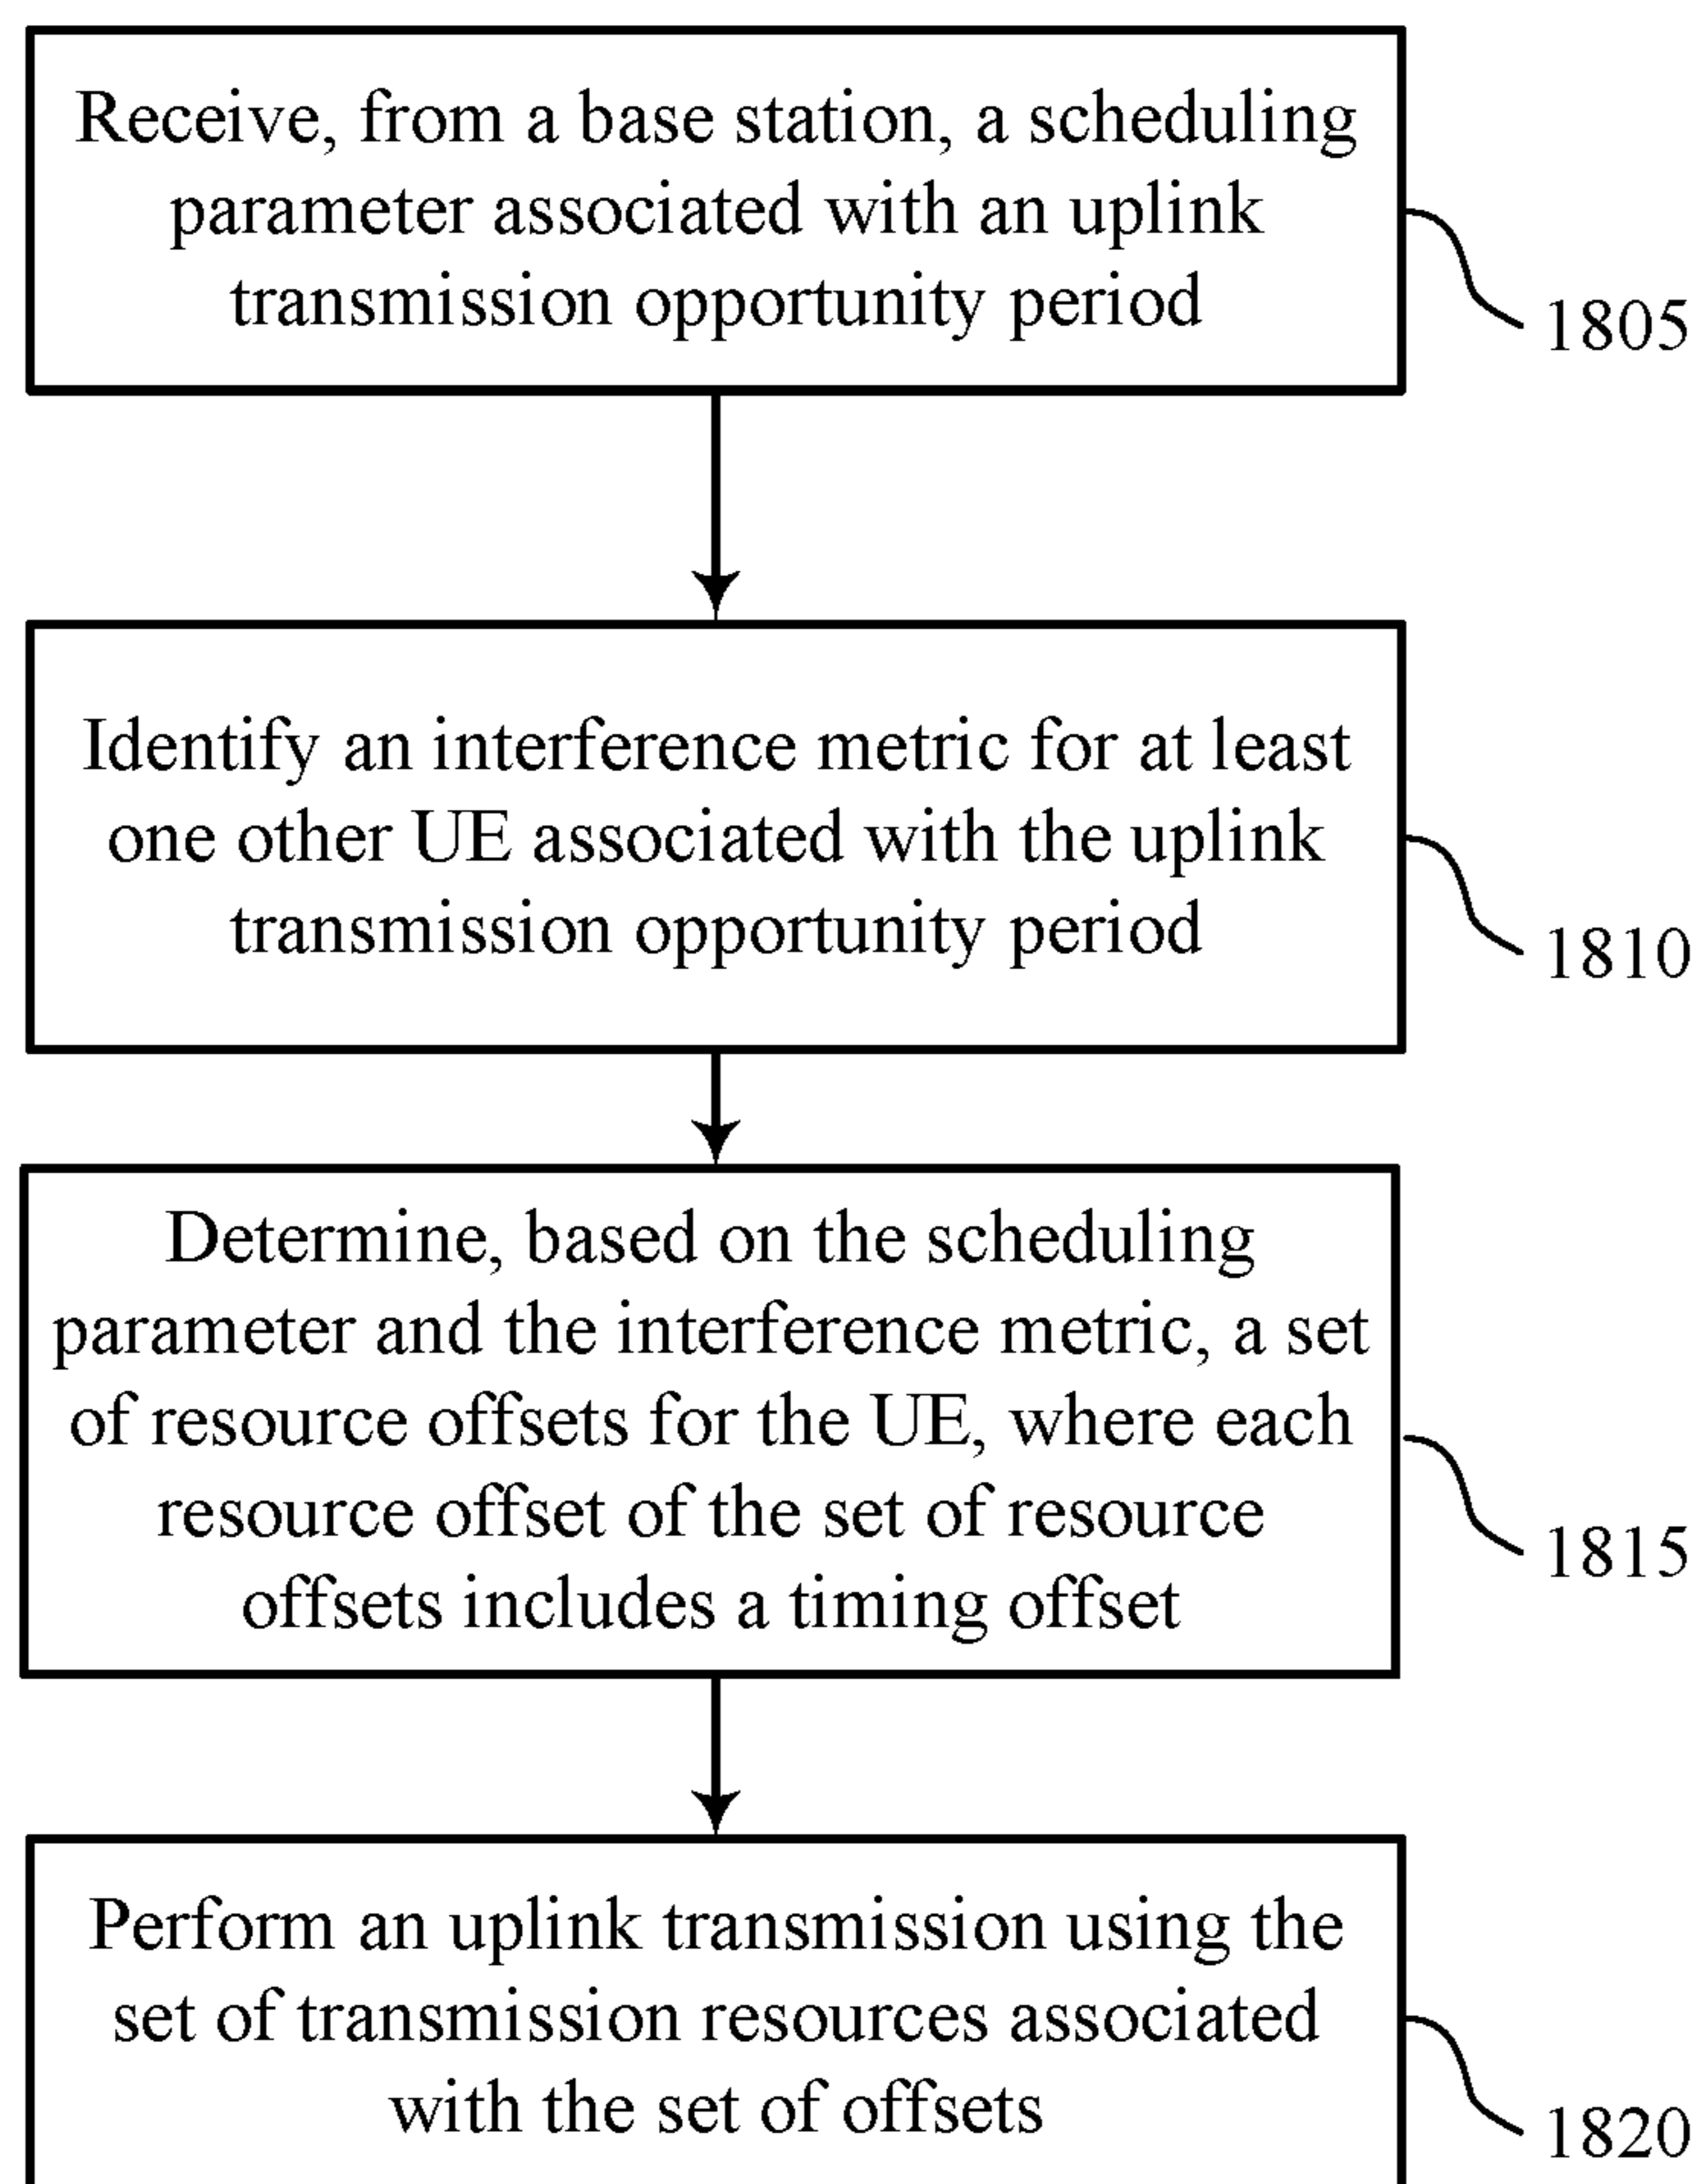 Receive, from a base station, a scheduling
parameter associated with an uplink
transmission opportunity period
1805
Identify an interference metric for at least
one other UE associated with the uplink
transmission opportunity period
1810
Determine, based on the scheduling
parameter and the interference metric, a set
of resource offsets for the UE, where each
resource offset of the set of resource
offsets includes a timing offset
1815
Perform an uplink transmission using the
set of transmission resources associated
with the set of offsets
1820